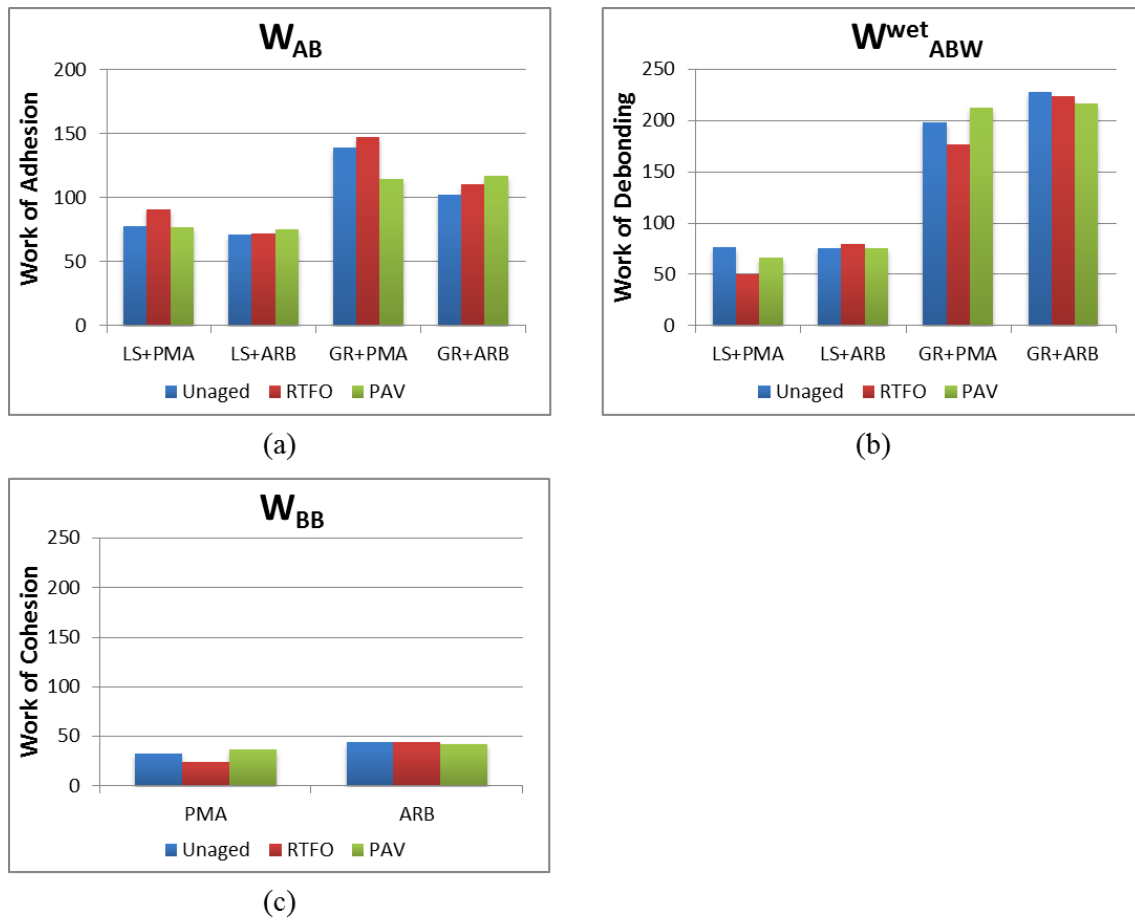 W_AB
Work of Adhesion
200
150
100
50
0
LS+PMA LS+ARB GR+PMA GR+ARB
Unaged RTFO PAV
(a)
W^wet_ABW
Work of Debonding
250
200
150
100
50
0
LS+PMA LS+ARB GR+PMA GR+ARB
Unaged RTFO PAV
(b)
W_BB
Work of Cohesion
250
200
150
100
50
0
PMA ARB
Unaged RTFO PAV
(c)